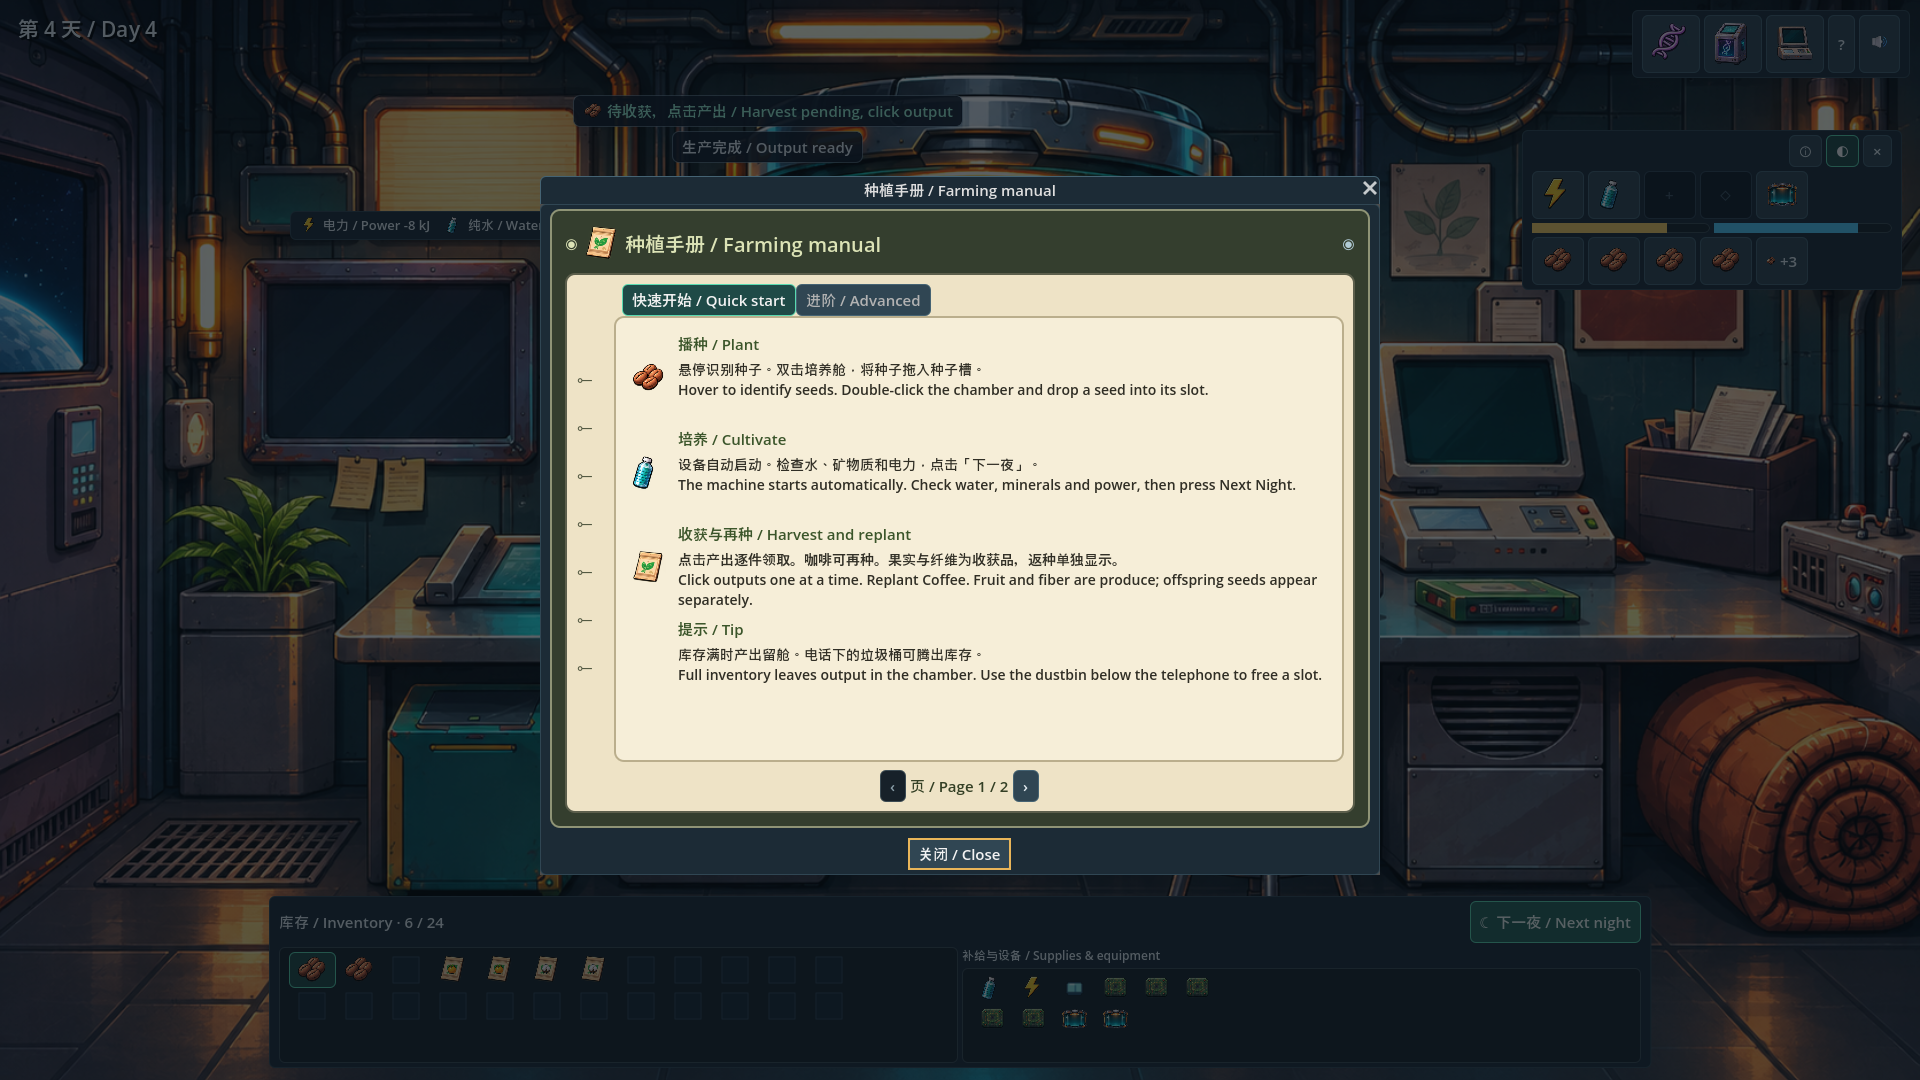 第 4 天 / Day 4
?
待收获，点击产出 / Harvest pending, click output
生产完成 / Output ready
电力 / Power -8 kJ 纯水 / Water
+3
种植手册 / Farming manual
种植手册 / Farming manual
快速开始 / Quick start 进阶 / Advanced
播种 / Plant
悬停识别种子。双击培养舱，将种子拖入种子槽。
Hover to identify seeds. Double-click the chamber and drop a seed into its slot.
培养 / Cultivate
设备自动启动。检查水、矿物质和电力，点击「下一夜」。
The machine starts automatically. Check water, minerals and power, then press Next Night.
收获与再种 / Harvest and replant
点击产出逐件领取。咖啡可再种。果实与纤维为收获品，返种单独显示。
Click outputs one at a time. Replant Coffee. Fruit and fiber are produce; offspring seeds appear
separately.
提示 / Tip
库存满时产出留舱。电话下的垃圾桶可腾出库存。
Full inventory leaves output in the chamber. Use the dustbin below the telephone to free a slot.
‹ 页 / Page 1 / 2 ›
关闭 / Close
库存 / Inventory · 6 / 24
下一夜 / Next night
补给与设备 / Supplies & equipment